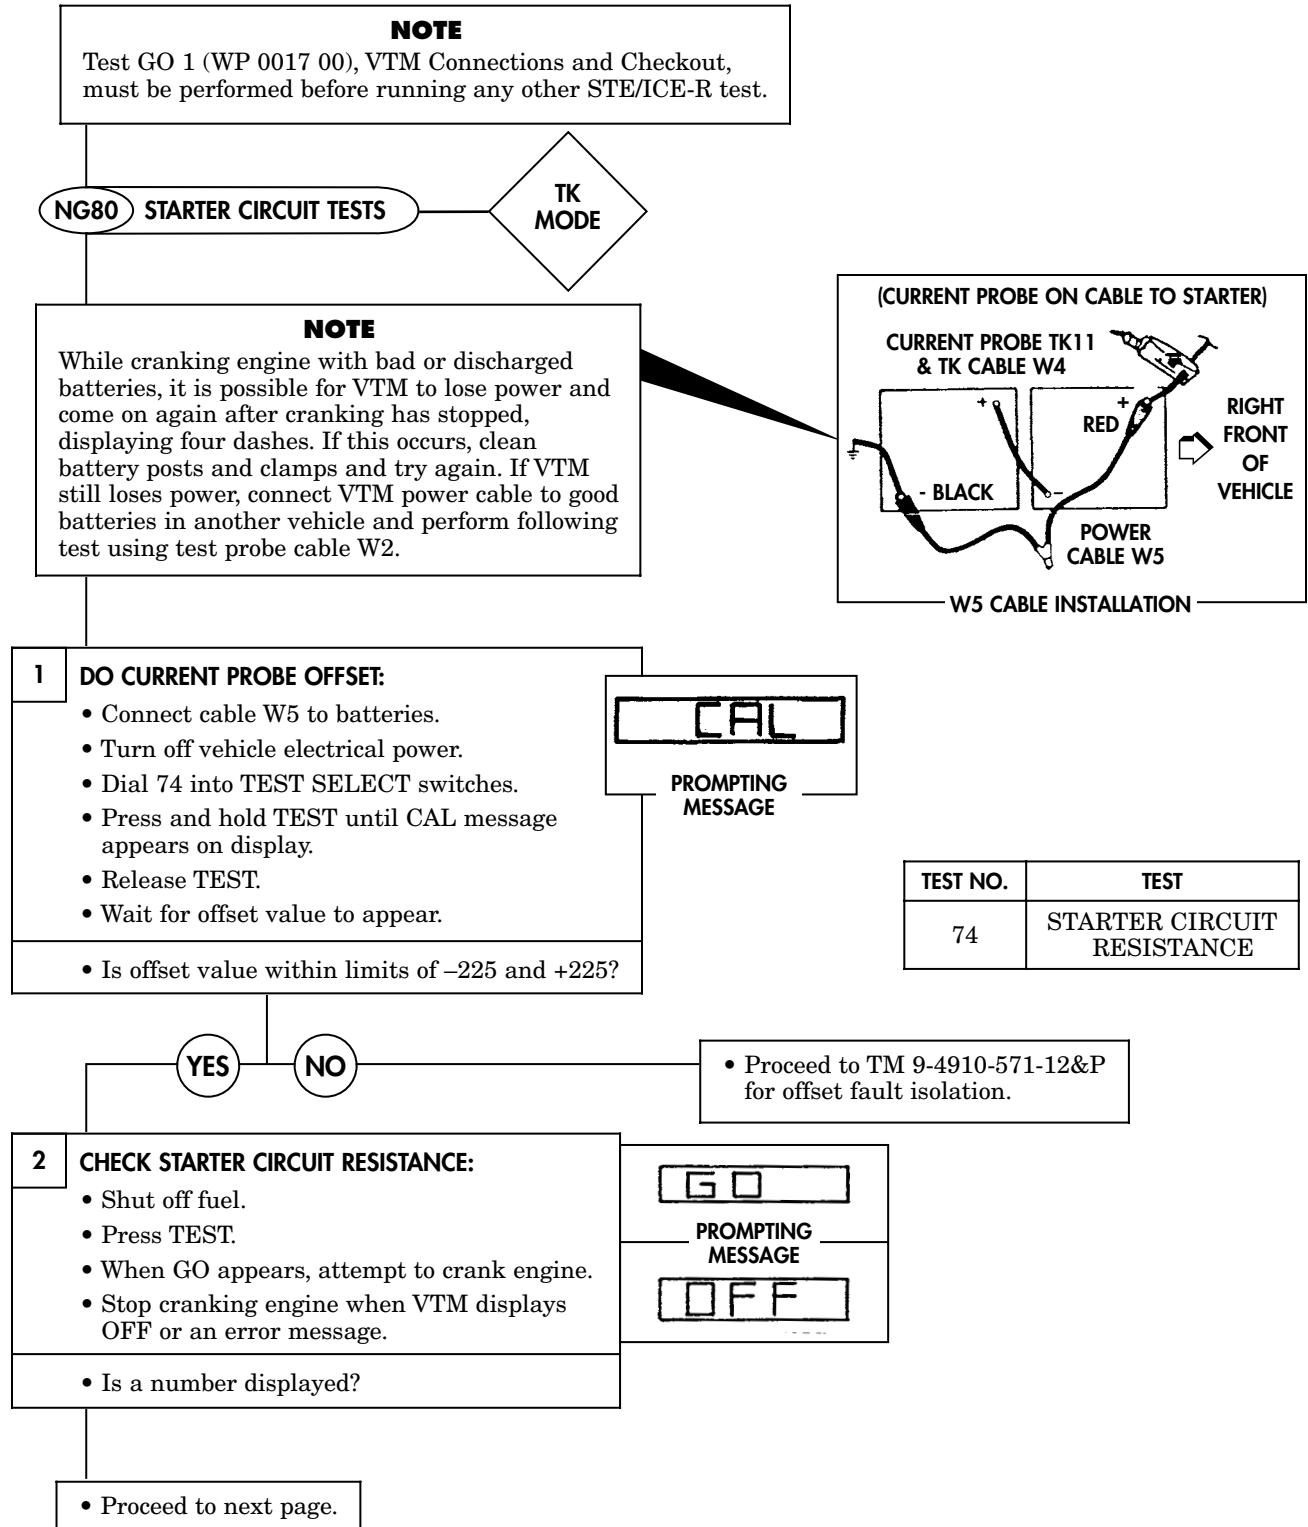 NOTE
Test GO 1 (WP 0017 00), VTM Connections and Checkout,
must be performed before running any other STE/ICE-R test.
NG80 STARTER CIRCUIT TESTS
TK
MODE
NOTE
While cranking engine with bad or discharged
batteries, it is possible for VTM to lose power and
come on again after cranking has stopped,
displaying four dashes. If this occurs, clean
battery posts and clamps and try again. If VTM
still loses power, connect VTM power cable to good
batteries in another vehicle and perform following
test using test probe cable W2.
(CURRENT PROBE ON CABLE TO STARTER)
CURRENT PROBE TK11
& TK CABLE W4
+
+
RED
- BLACK
–
RIGHT
FRONT
OF
VEHICLE
POWER
CABLE W5
W5 CABLE INSTALLATION
1 DO CURRENT PROBE OFFSET:
• Connect cable W5 to batteries.
• Turn off vehicle electrical power.
• Dial 74 into TEST SELECT switches.
• Press and hold TEST until CAL message
appears on display.
• Release TEST.
• Wait for offset value to appear.
• Is offset value within limits of –225 and +225?
CAL
PROMPTING
MESSAGE
TEST NO. TEST
74 STARTER CIRCUIT
RESISTANCE
YES NO
• Proceed to TM 9-4910-571-12&P
for offset fault isolation.
2 CHECK STARTER CIRCUIT RESISTANCE:
• Shut off fuel.
• Press TEST.
• When GO appears, attempt to crank engine.
• Stop cranking engine when VTM displays
OFF or an error message.
• Is a number displayed?
GO
PROMPTING
MESSAGE
OFF
• Proceed to next page.